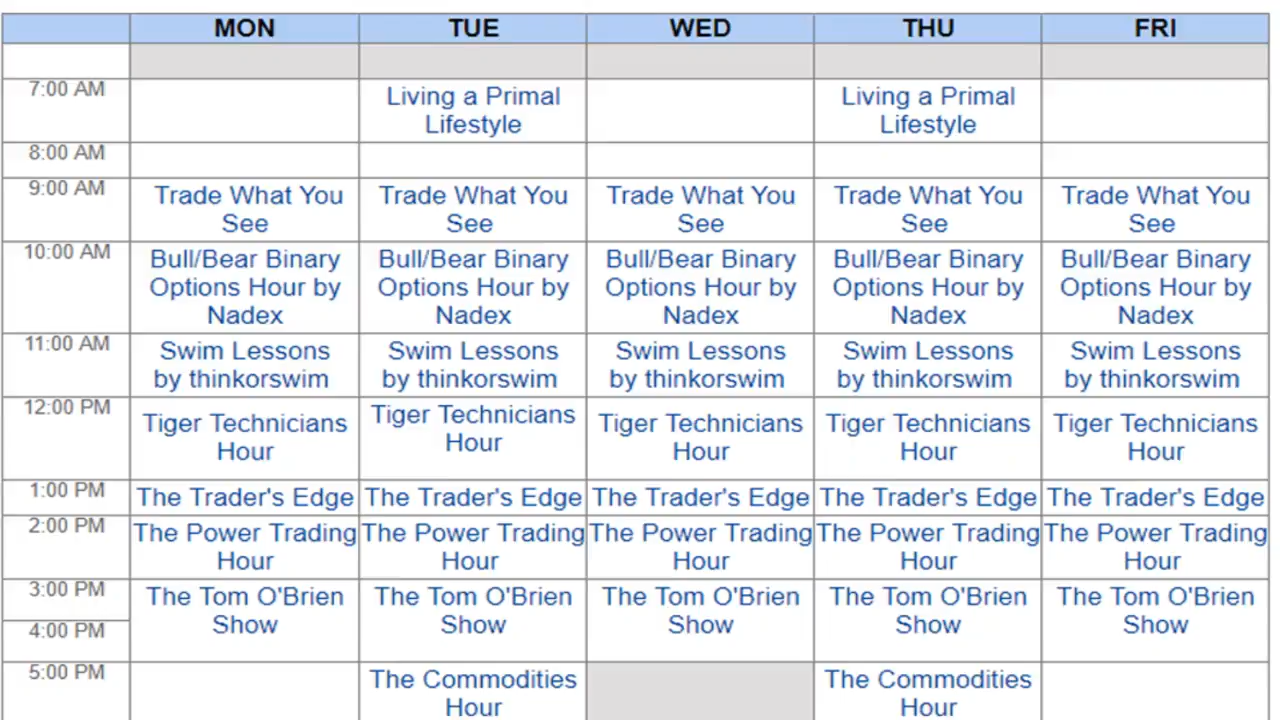 MON TUE WED THU FRI
7:00 AM
Living a Primal
Lifestyle
Living a Primal
Lifestyle
8:00 AM
9:00 AM
Trade What You
See
Trade What You
See
Trade What You
See
Trade What You
See
Trade What You
See
10:00 AM
Bull/Bear Binary
Options Hour by
Nadex
Bull/Bear Binary
Options Hour by
Nadex
Bull/Bear Binary
Options Hour by
Nadex
Bull/Bear Binary
Options Hour by
Nadex
Bull/Bear Binary
Options Hour by
Nadex
11:00 AM
Swim Lessons
by thinkorswim
Swim Lessons
by thinkorswim
Swim Lessons
by thinkorswim
Swim Lessons
by thinkorswim
Swim Lessons
by thinkorswim
12:00 PM
Tiger Technicians
Hour
Tiger Technicians
Hour
Tiger Technicians
Hour
Tiger Technicians
Hour
Tiger Technicians
Hour
1:00 PM
The Trader's Edge
The Trader's Edge
The Trader's Edge
The Trader's Edge
The Trader's Edge
2:00 PM
The Power Trading
Hour
The Power Trading
Hour
The Power Trading
Hour
The Power Trading
Hour
The Power Trading
Hour
3:00 PM
The Tom O'Brien
Show
The Tom O'Brien
Show
The Tom O'Brien
Show
The Tom O'Brien
Show
The Tom O'Brien
Show
4:00 PM
5:00 PM
The Commodities
Hour
The Commodities
Hour